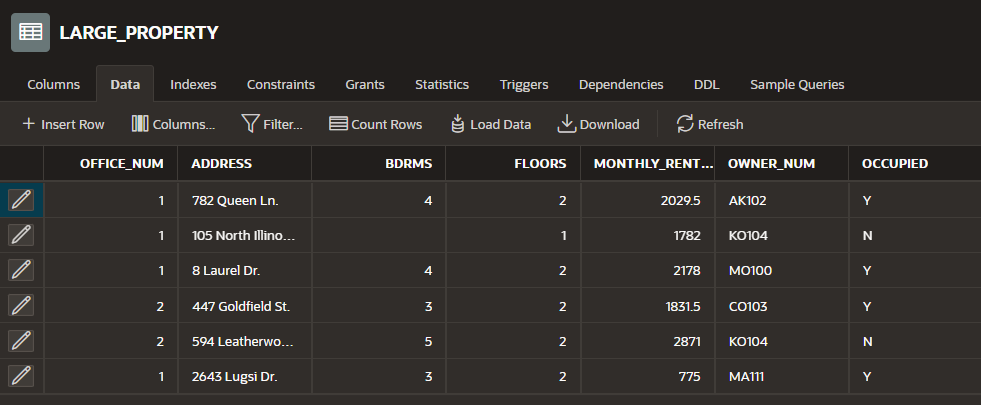 LARGE_PROPERTY
Columns Data Indexes Constraints Grants Statistics Triggers Dependencies DDL Sample Queries
+ Insert Row Columns... Filter... Count Rows Load Data Download Refresh
OFFICE_NUM ADDRESS BDRMS FLOORS MONTHLY_RENT... OWNER_NUM OCCUPIED
1 782 Queen Ln. 4 2 2029.5 AK102 Y
1 105 North Illino... 1 1782 KO104 N
1 8 Laurel Dr. 4 2 2178 MO100 Y
2 447 Goldfield St. 3 2 1831.5 CO103 Y
2 594 Leatherwo... 5 2 2871 KO104 N
1 2643 Lugsi Dr. 3 2 775 MA111 Y